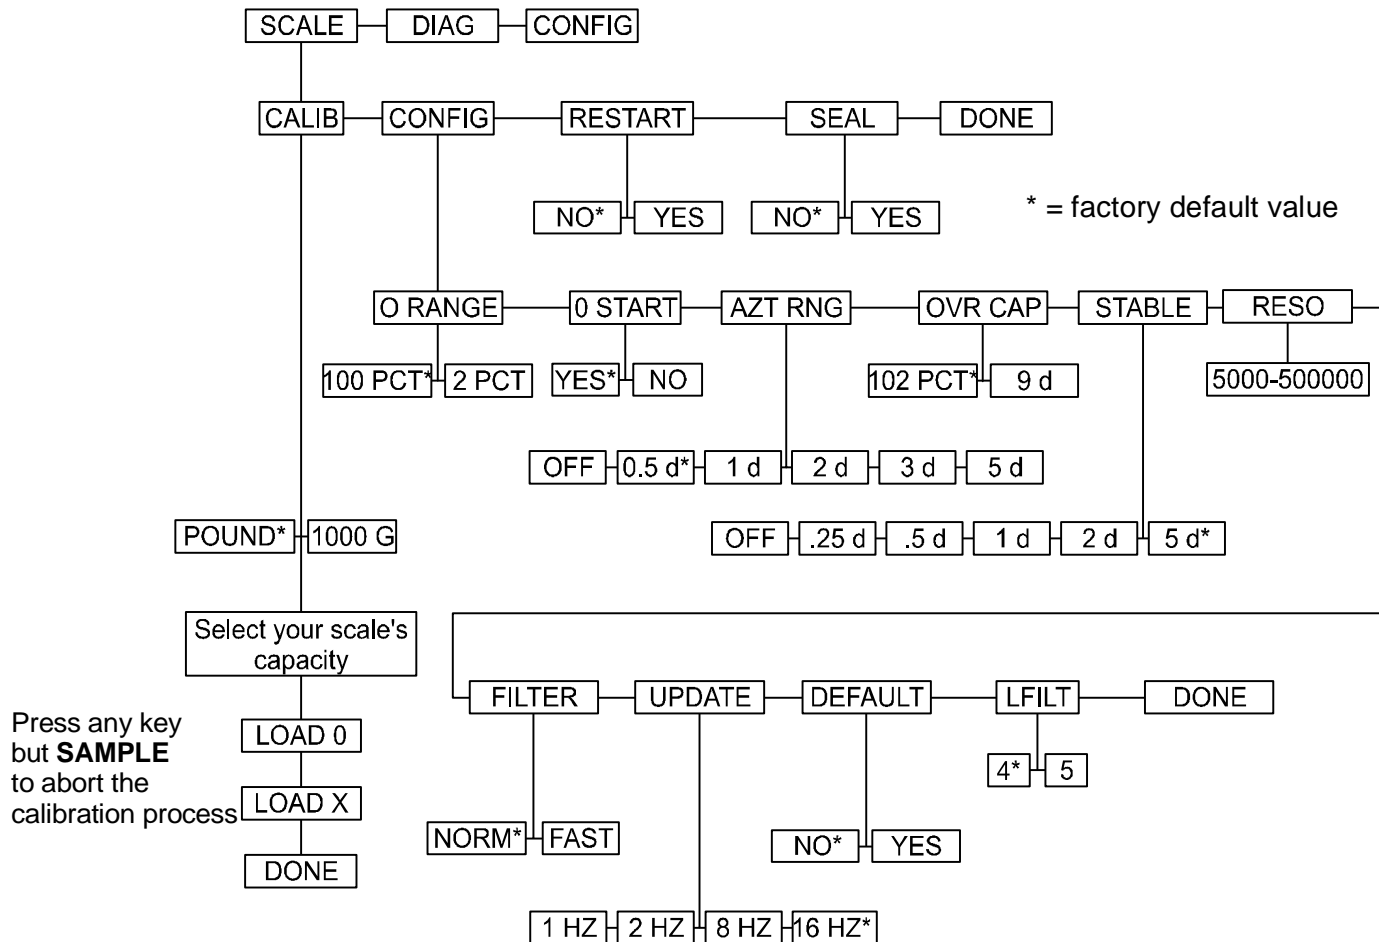 SCALE DIAG CONFIG
CALIB CONFIG RESTART SEAL DONE
NO* YES NO* YES
* = factory default value
O RANGE 0 START AZT RNG OVR CAP STABLE RESO
100 PCT* 2 PCT YES* NO 102 PCT* 9 d 5000-500000
OFF 0.5 d* 1 d 2 d 3 d 5 d
POUND* 1000 G
OFF .25 d .5 d 1 d 2 d 5 d*
Select your scale's
capacity
FILTER UPDATE DEFAULT LFILT DONE
Press any key
but SAMPLE
to abort the
calibration process
LOAD 0
LOAD X
DONE
4* 5
NORM* FAST
NO* YES
1 HZ 2 HZ 8 HZ 16 HZ*